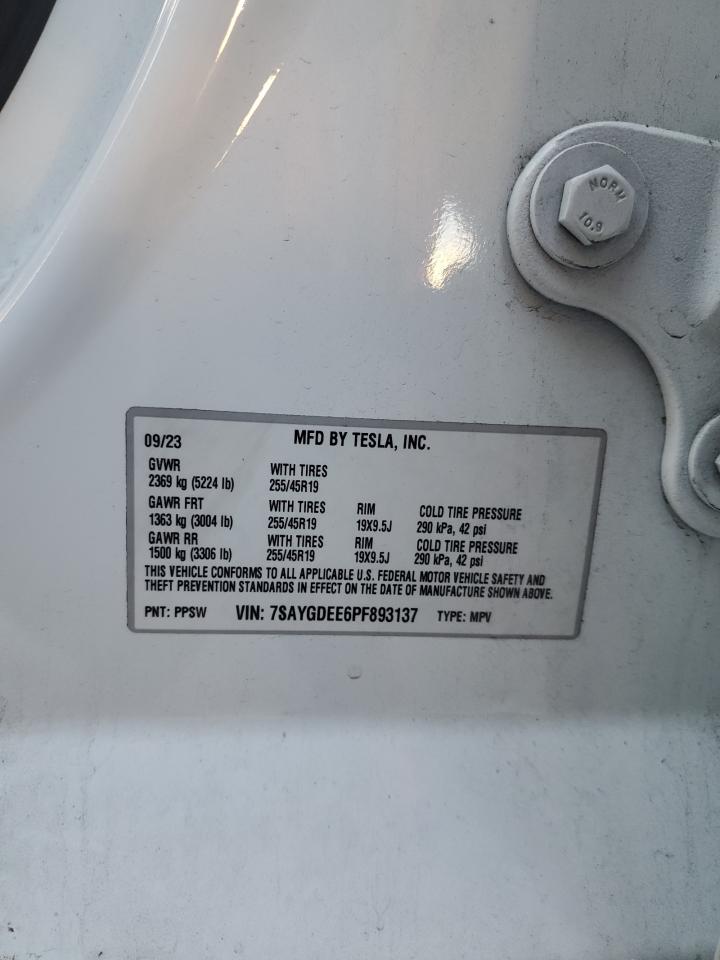 NORM
10.9
09/23 MFD BY TESLA, INC.
GVWR WITH TIRES
2369 kg (5224 lb) 255/45R19
GAWR FRT WITH TIRES RIM COLD TIRE PRESSURE
1363 kg (3004 lb) 255/45R19 19X9.5J 290 kPa, 42 psi
GAWR RR WITH TIRES RIM COLD TIRE PRESSURE
1500 kg (3306 lb) 255/45R19 19X9.5J 290 kPa, 42 psi
THIS VEHICLE CONFORMS TO ALL APPLICABLE U.S. FEDERAL MOTOR VEHICLE SAFETY AND
THEFT PREVENTION STANDARDS IN EFFECT ON THE DATE OF MANUFACTURE SHOWN ABOVE.
PNT: PPSW VIN: 7SAYGDEE6PF893137 TYPE: MPV